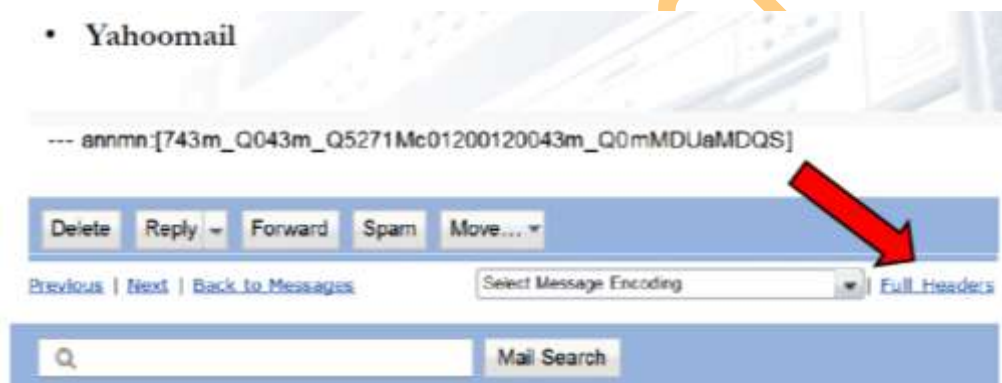 • Yahoomail
--- annmn:[743m_Q043m_Q5271Mc01200120043m_Q0mMDUaMDQS]
Delete Reply Forward Spam Move...
Previous | Next | Back to Messages Select Message Encoding | Full Headers
Mail Search